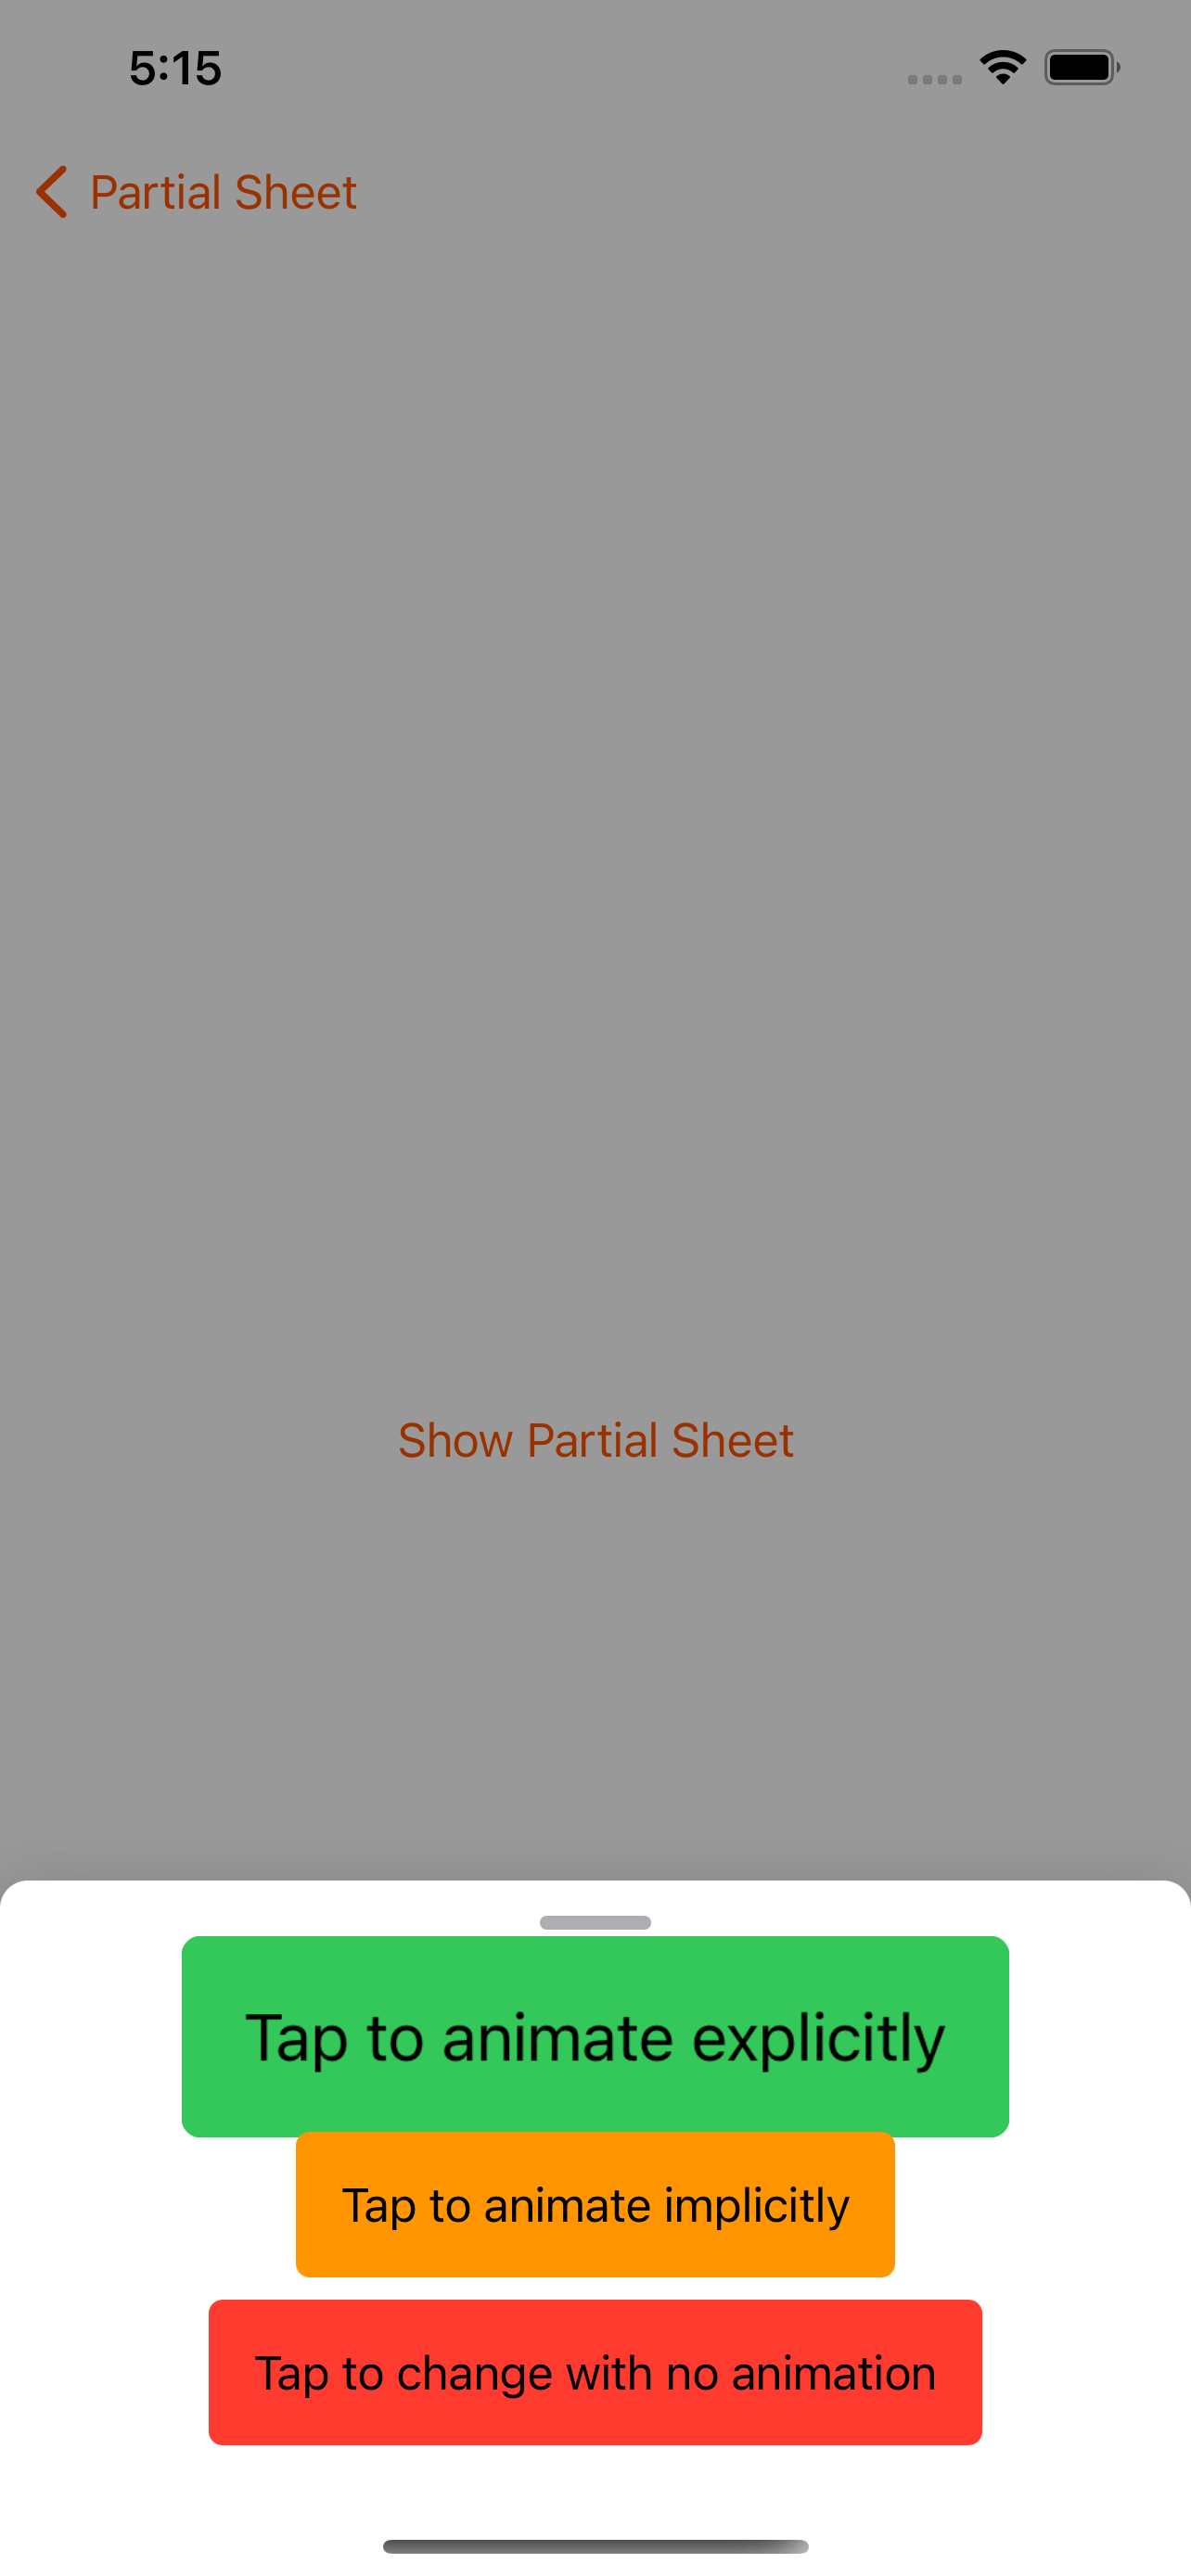 5:15
Partial Sheet
Show Partial Sheet
Tap to animate explicitly
Tap to animate implicitly
Tap to change with no animation